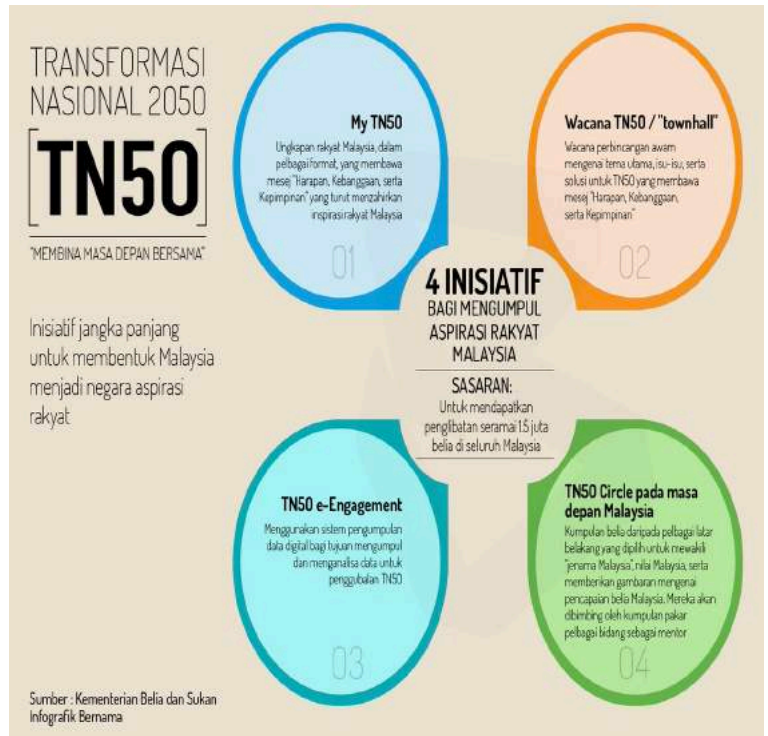 TRANSFORMASI
NASIONAL 2050
[TN50]
"MEMBINA MASA DEPAN BERSAMA"
Inisiatif jangka panjang
untuk membentuk Malaysia
menjadi negara aspirasi
rakyat
My TN50
Ungkapan rakyat Malaysia, dalam
pelbagai format, yang membawa
mesej "Harapan, Kebanggaan, serta
Kepimpinan" yang turut menzahirkan
inspirasi rakyat Malaysia
01
Wacana TN50 / "townhall"
Wacana perbincangan awam
mengenai tema utama, isu-isu, serta
solusi untuk TN50 yang membawa
mesej "Harapan, Kebanggaan,
serta Kepimpinan"
02
4 INISIATIF
BAGI MENGUMPUL
ASPIRASI RAKYAT
MALAYSIA
SASARAN:
Untuk mendapatkan
penglibatan seramai 1.5 juta
belia di seluruh Malaysia
TN50 e-Engagement
Menggunakan sistem pengumpulan
data digital bagi tujuan mengumpul
dan menganalisa data untuk
penggubalan TN50
03
TN50 Circle pada masa
depan Malaysia
Kumpulan belia daripada pelbagai latar
belakang yang dipilih untuk mewakili
"jenama Malaysia", nilai Malaysia, serta
memberikan gambaran mengenai
pencapaian belia Malaysia. Mereka akan
dibimbing oleh kumpulan pakar
pelbagai bidang sebagai mentor
04
Sumber : Kementerian Belia dan Sukan
Infografik Bernama